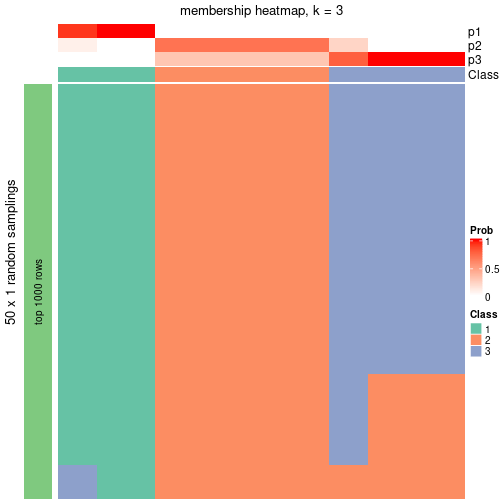 membership heatmap, k = 3
p1
p2
p3
Class
50 x 1 random samplings
top 1000 rows
Prob
1
0.5
0
Class
1
2
3